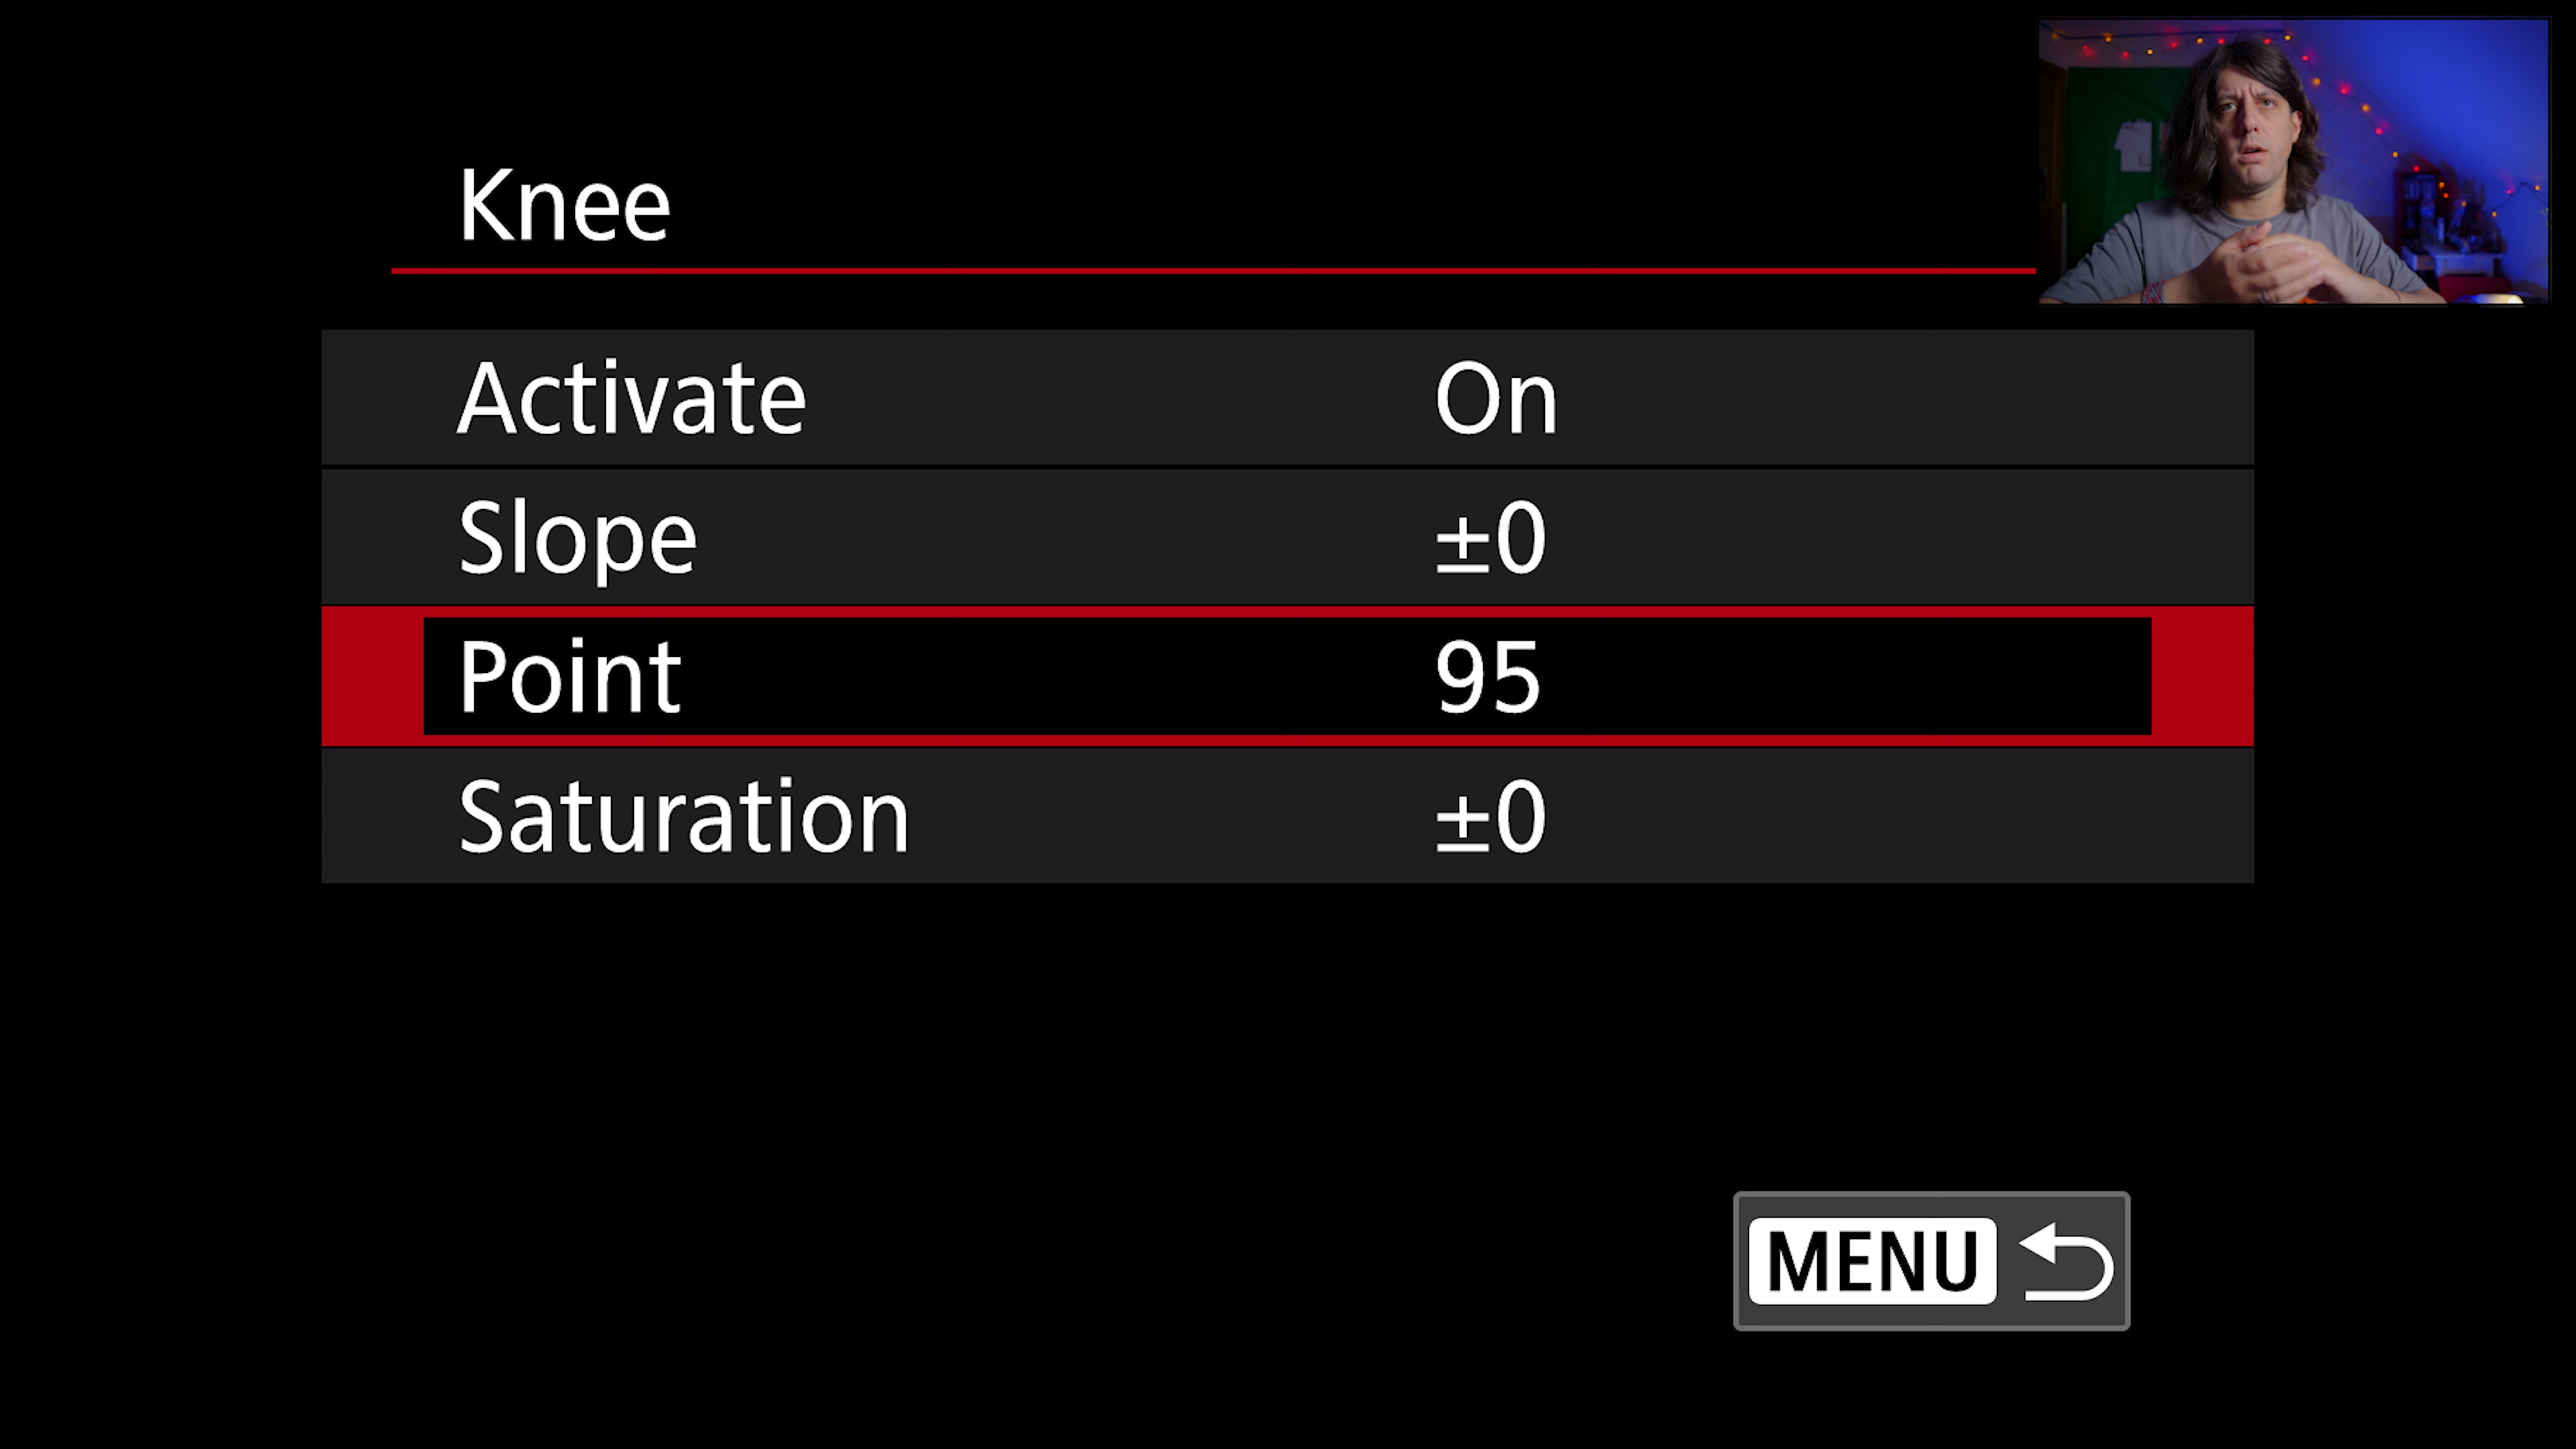 Knee
Activate On
Slope ±0
Point 95
Saturation ±0
MENU